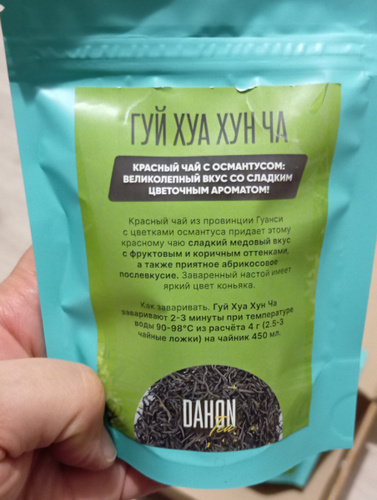 ГУЙ ХУА ХУН ЧА
КРАСНЫЙ ЧАЙ С ОСМАНТУСОМ:
ВЕЛИКОЛЕПНЫЙ ВКУС СО СЛАДКИМ
ЦВЕТОЧНЫМ АРОМАТОМ!
Красный чай из провинции Гуанси
с цветками османтуса придает этому
красному чаю сладкий медовый вкус
с фруктовым и коричным оттенками,
а также приятное абрикосовое
послевкусие. Заваренный настой имеет
яркий цвет коньяка.
Как заваривать. Гуй Хуа Хун Ча
заваривают 2-3 минуты при температуре
воды 90-98°С из расчёта 4 г (2.5-3
чайные ложки) на чайник 450 мл.
DAHON
Tea